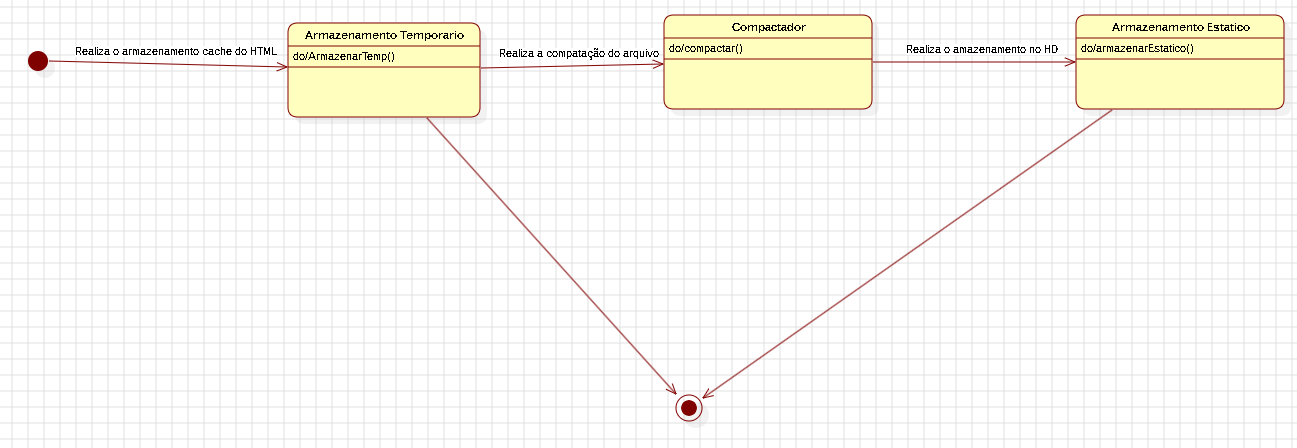 Realiza o armazenamento cache do HTML
Armazenamento Temporario
do/ArmazenarTemp()
Realiza a compatação do arquivo
Compactador
do/compactar()
Realiza o amazenamento no HD
Armazenamento Estatico
do/armazenarEstatico()